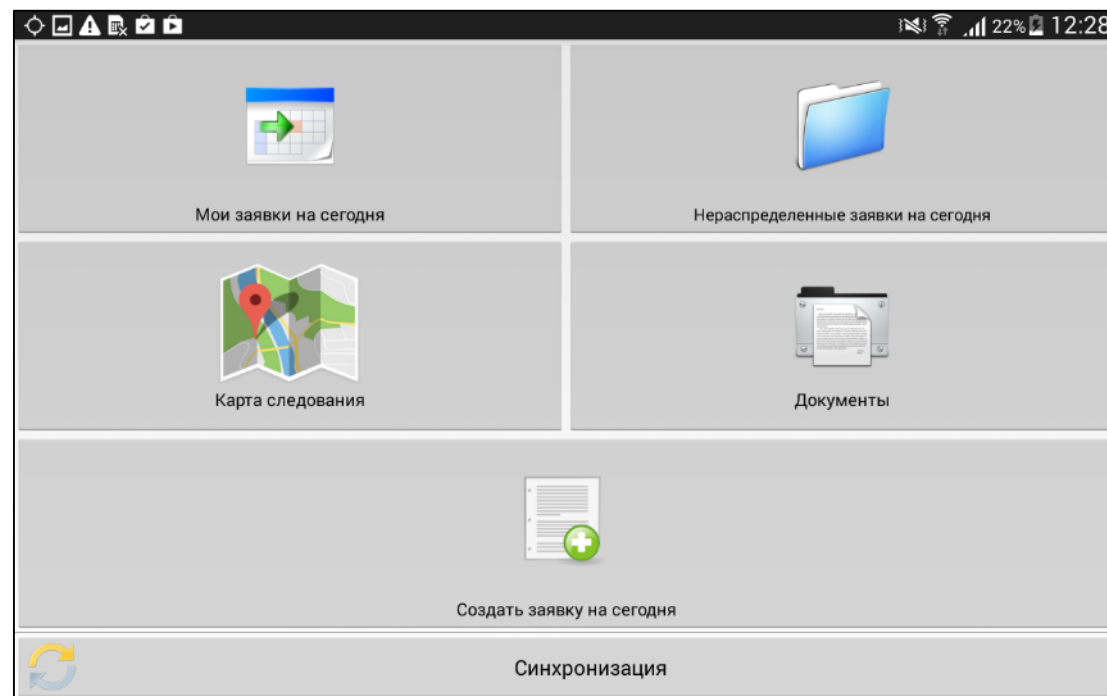 22% 12:28
Мои заявки на сегодня
Нераспределенные заявки на сегодня
Карта следования
Документы
Создать заявку на сегодня
Синхронизация